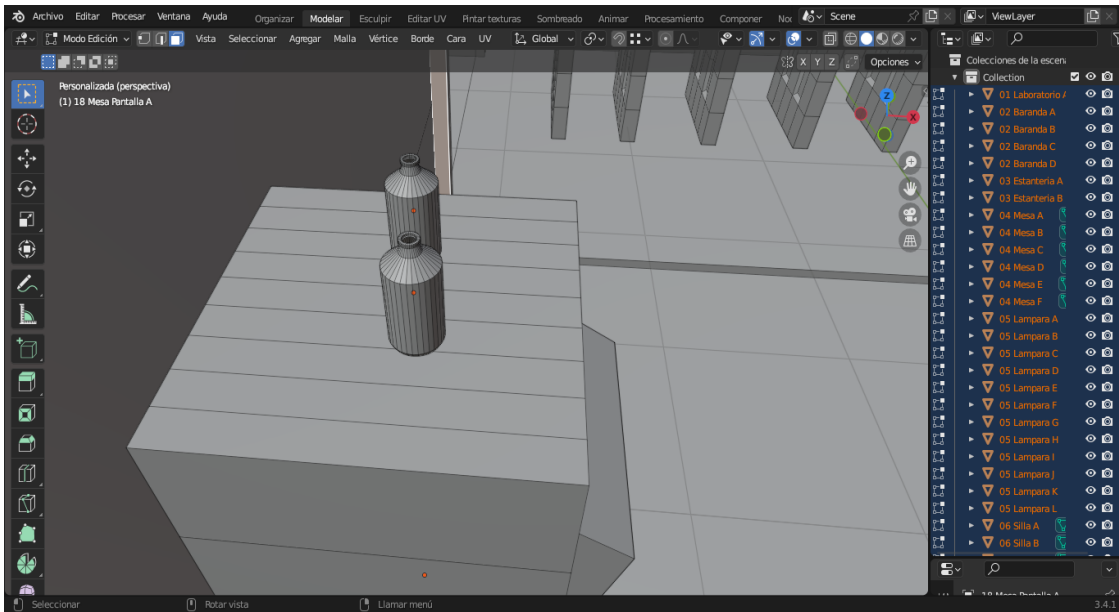 Archivo Editar Procesar Ventana Ayuda Organizar Modelar Esculpir Editar UV Pintar texturas Sombreado Animar Procesamiento Componer Scene ViewLayer
Modo Edición Vista Seleccionar Agregar Malla Vértice Borde Cara UV Global
X Y Z Opciones
Personalizada (perspectiva)
(1) 18 Mesa Pantalla A
Z
X
Colecciones de la escen
Collection
01 Laboratorio
02 Baranda A
02 Baranda B
02 Baranda C
02 Baranda D
03 Estanteria A
03 Estanteria B
04 Mesa A
04 Mesa B
04 Mesa C
04 Mesa D
04 Mesa E
04 Mesa F
05 Lampara A
05 Lampara B
05 Lampara C
05 Lampara D
05 Lampara E
05 Lampara F
05 Lampara G
05 Lampara H
05 Lampara I
05 Lampara J
05 Lampara K
05 Lampara L
06 Silla A
06 Silla B
18 Mesa Pantalla A
Seleccionar Rotar vista Llamar menú 3.4.1